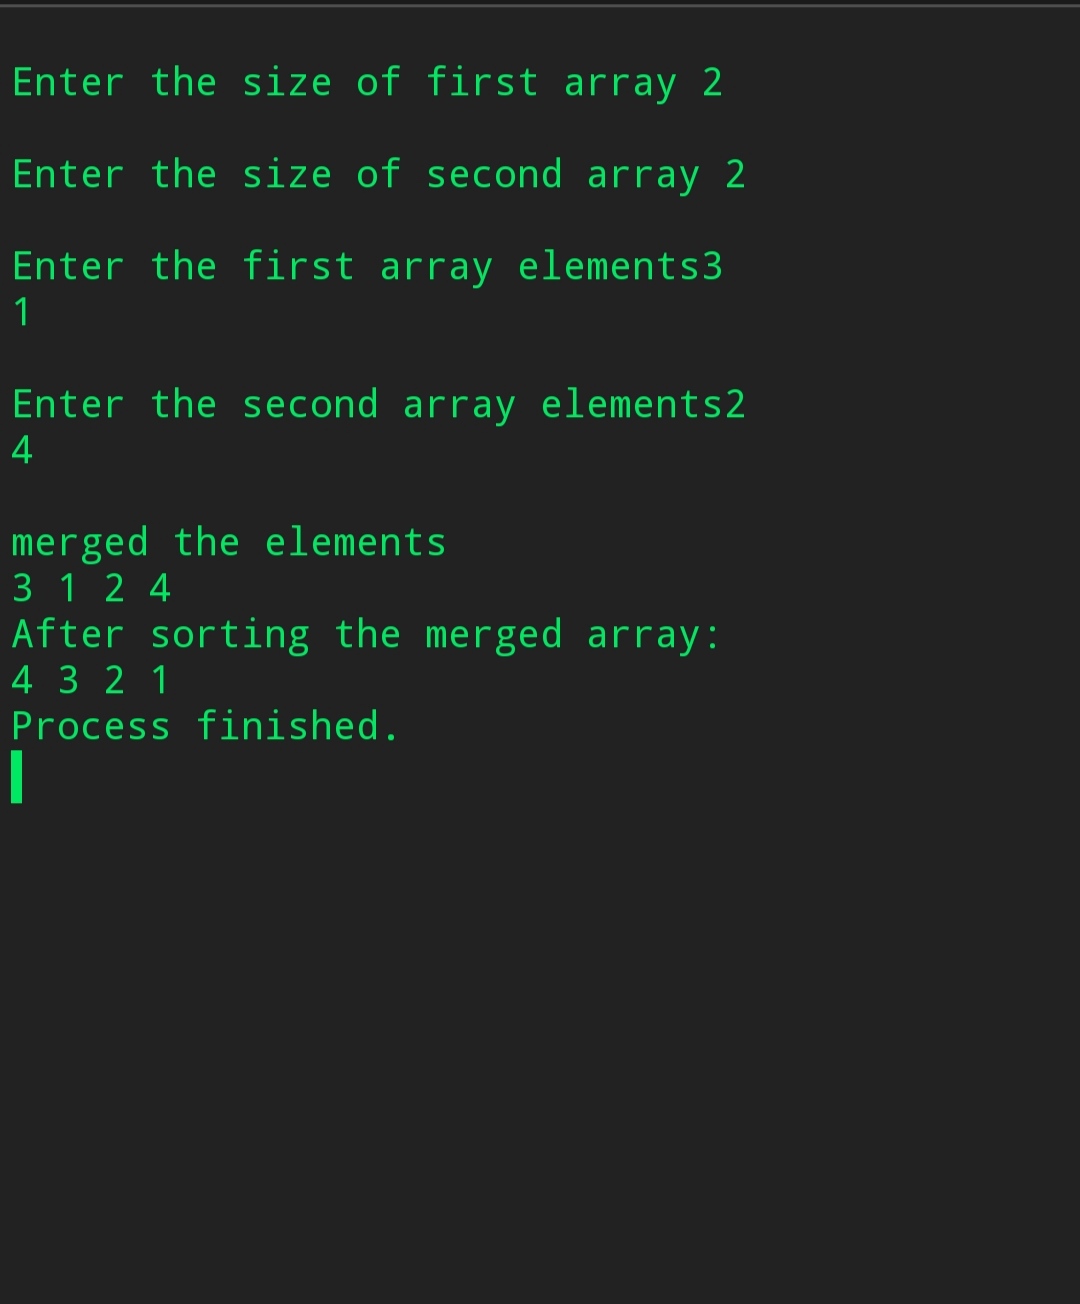 Enter the size of first array 2
Enter the size of second array 2
Enter the first array elements3
1
Enter the second array elements2
4
merged the elements
3 1 2 4
After sorting the merged array:
4 3 2 1
Process finished.